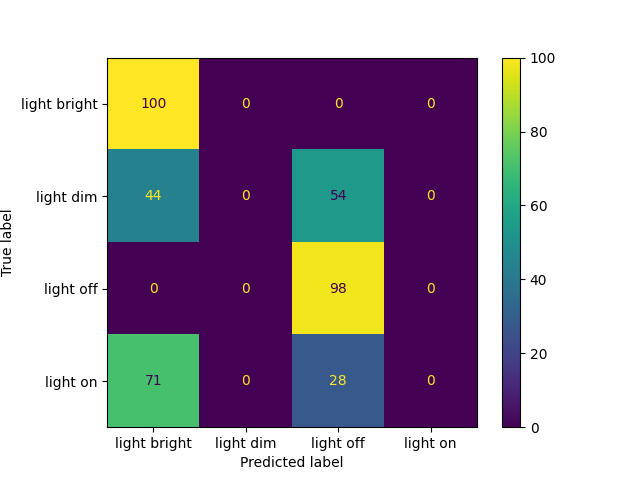 light bright 100 0 0 0
light dim 44 0 54 0
light off 0 0 98 0
light on 71 0 28 0
light bright light dim light off light on
Predicted label
True label
100
80
60
40
20
0